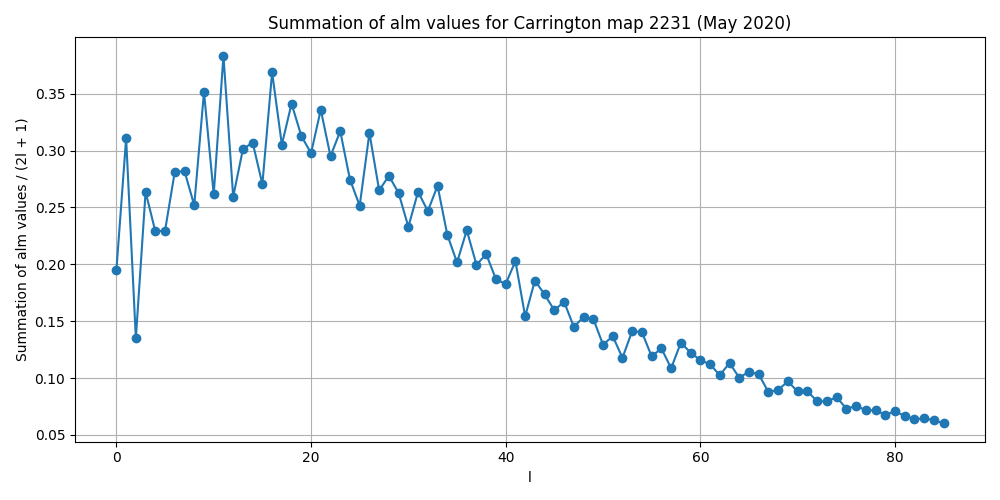 Summation of alm values for Carrington map 2231 (May 2020)
Summation of alm values / (2l + 1)
0.35
0.30
0.25
0.20
0.15
0.10
0.05
0 20 40 60 80
l